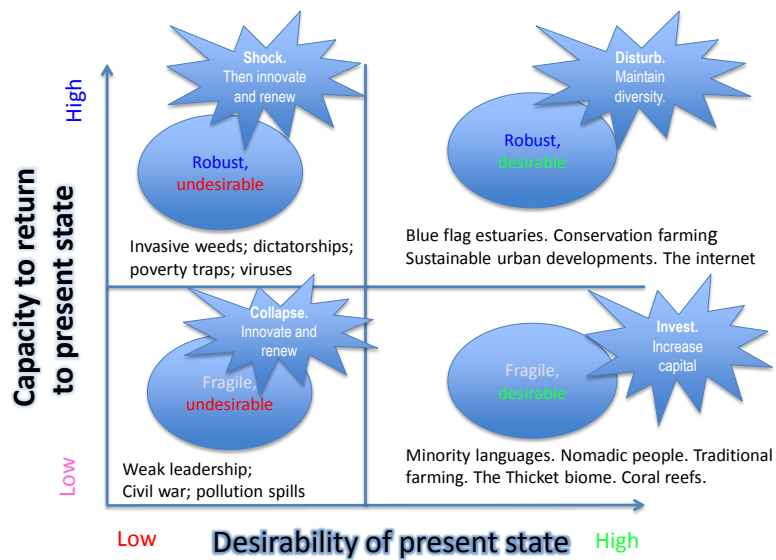 Shock.
Then innovate
and renew
Disturb.
Maintain
diversity.
High
Robust,
undesirable
Robust,
desirable
Invasive weeds; dictatorships;
poverty traps; viruses
Blue flag estuaries. Conservation farming
Sustainable urban developments. The internet
Capacity to return
to present state
Collapse.
Innovate and
renew
Invest.
Increase
capital
Fragile,
undesirable
Fragile,
desirable
Low
Weak leadership;
Civil war; pollution spills
Minority languages. Nomadic people. Traditional
farming. The Thicket biome. Coral reefs.
Low
Desirability of present state
High